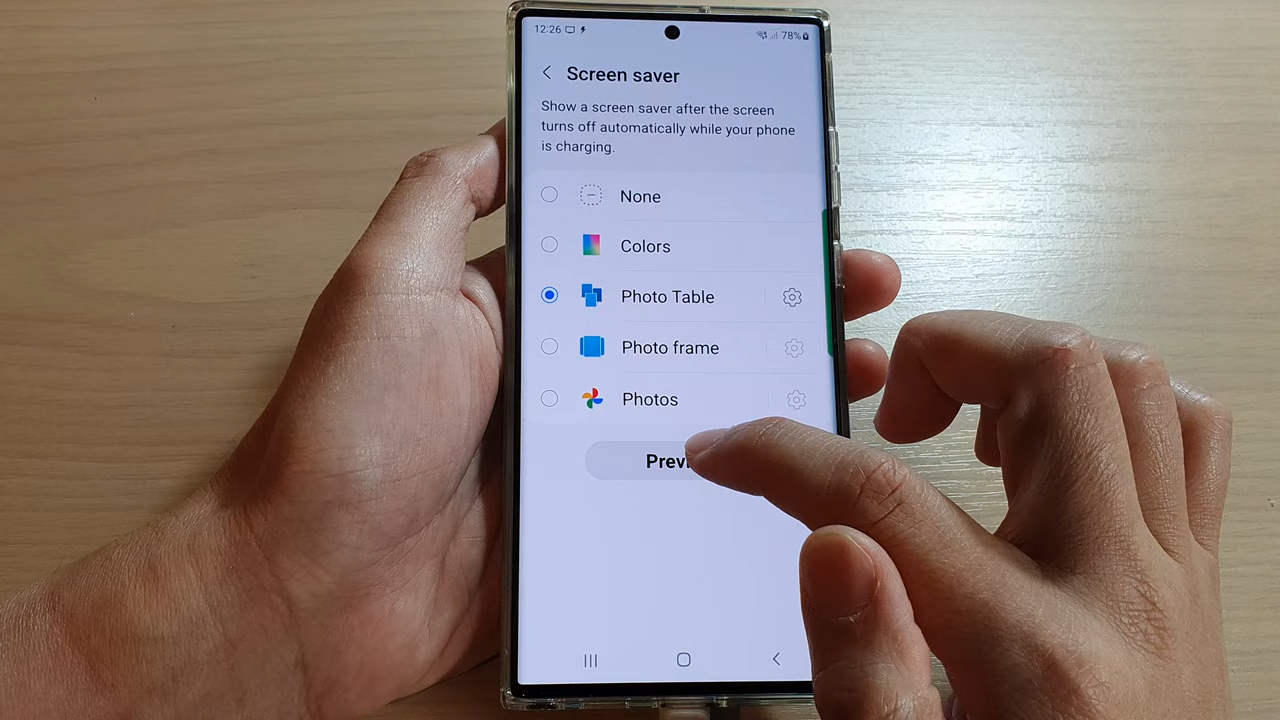 12:26
78%
Screen saver
Show a screen saver after the screen
turns off automatically while your phone
is charging.
None
Colors
Photo Table
Photo frame
Photos
Previ